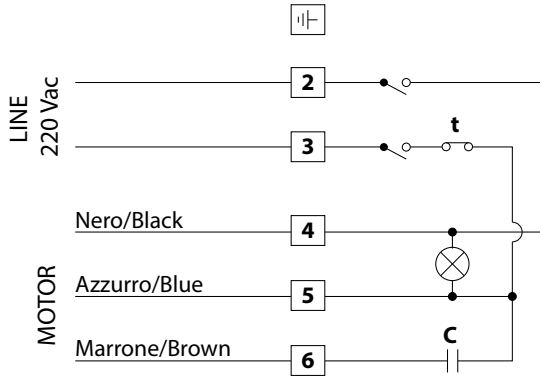 LINE
220 Vac
2
3
t
Nero/Black
4
MOTOR
Azzurro/Blue
5
Marrone/Brown
6
C